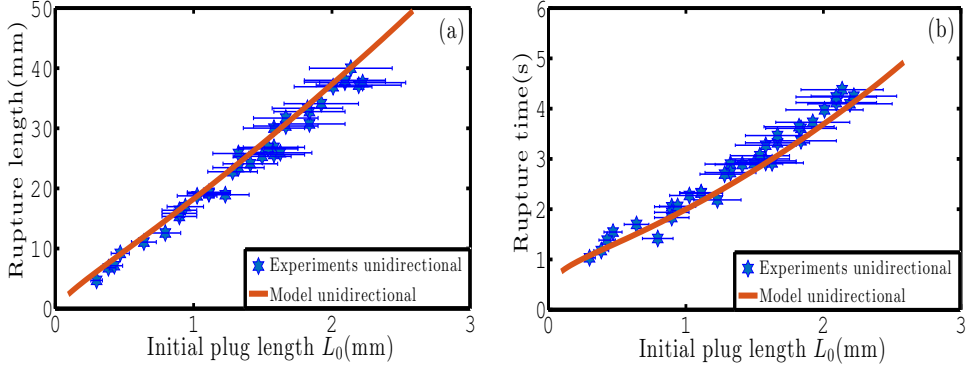 50
40
30
20
10
0
0
1
2
3
Rupture length(mm)
Initial plug length L₀(mm)
(a)
Experiments unidirectional
Model unidirectional
6
5
4
3
2
1
0
0
1
2
3
Rupture time(s)
Initial plug length L₀(mm)
(b)
Experiments unidirectional
Model unidirectional